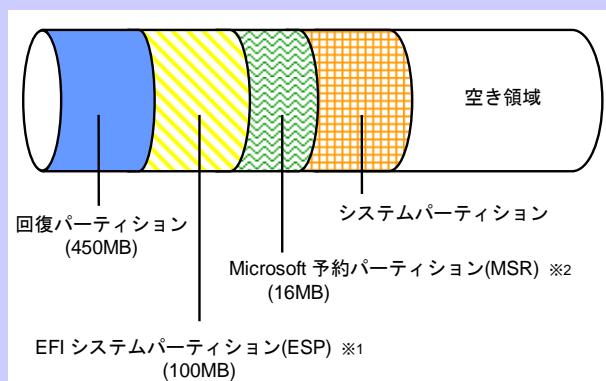 空き領域
回復パーティション
(450MB)
システムパーティション
Microsoft 予約パーティション(MSR) ※2
(16MB)
EFI システムパーティション(ESP) ※1
(100MB)